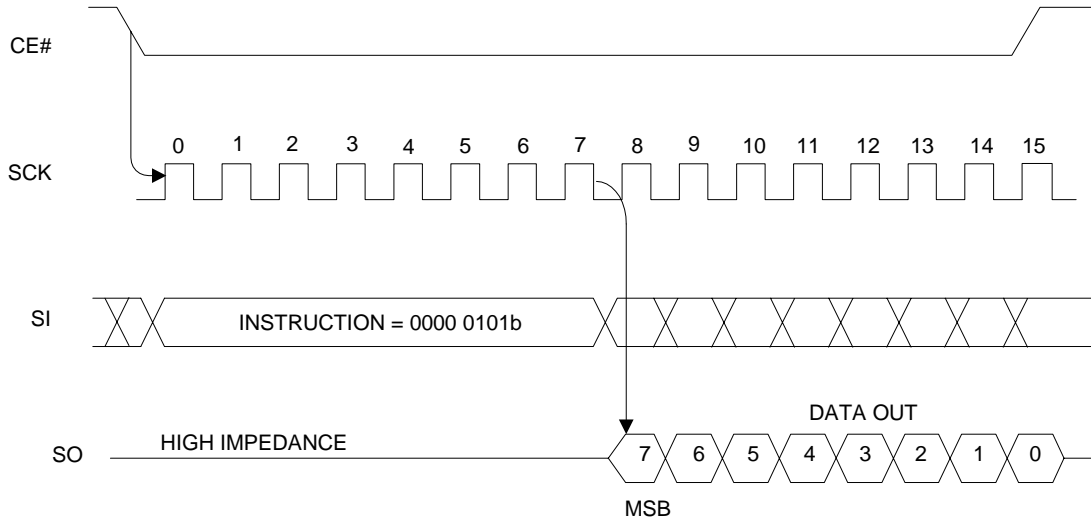 CE#
0 1 2 3 4 5 6 7 8 9 10 11 12 13 14 15
SCK
SI
INSTRUCTION = 0000 0101b
DATA OUT
HIGH IMPEDANCE
SO
7 6 5 4 3 2 1 0
MSB